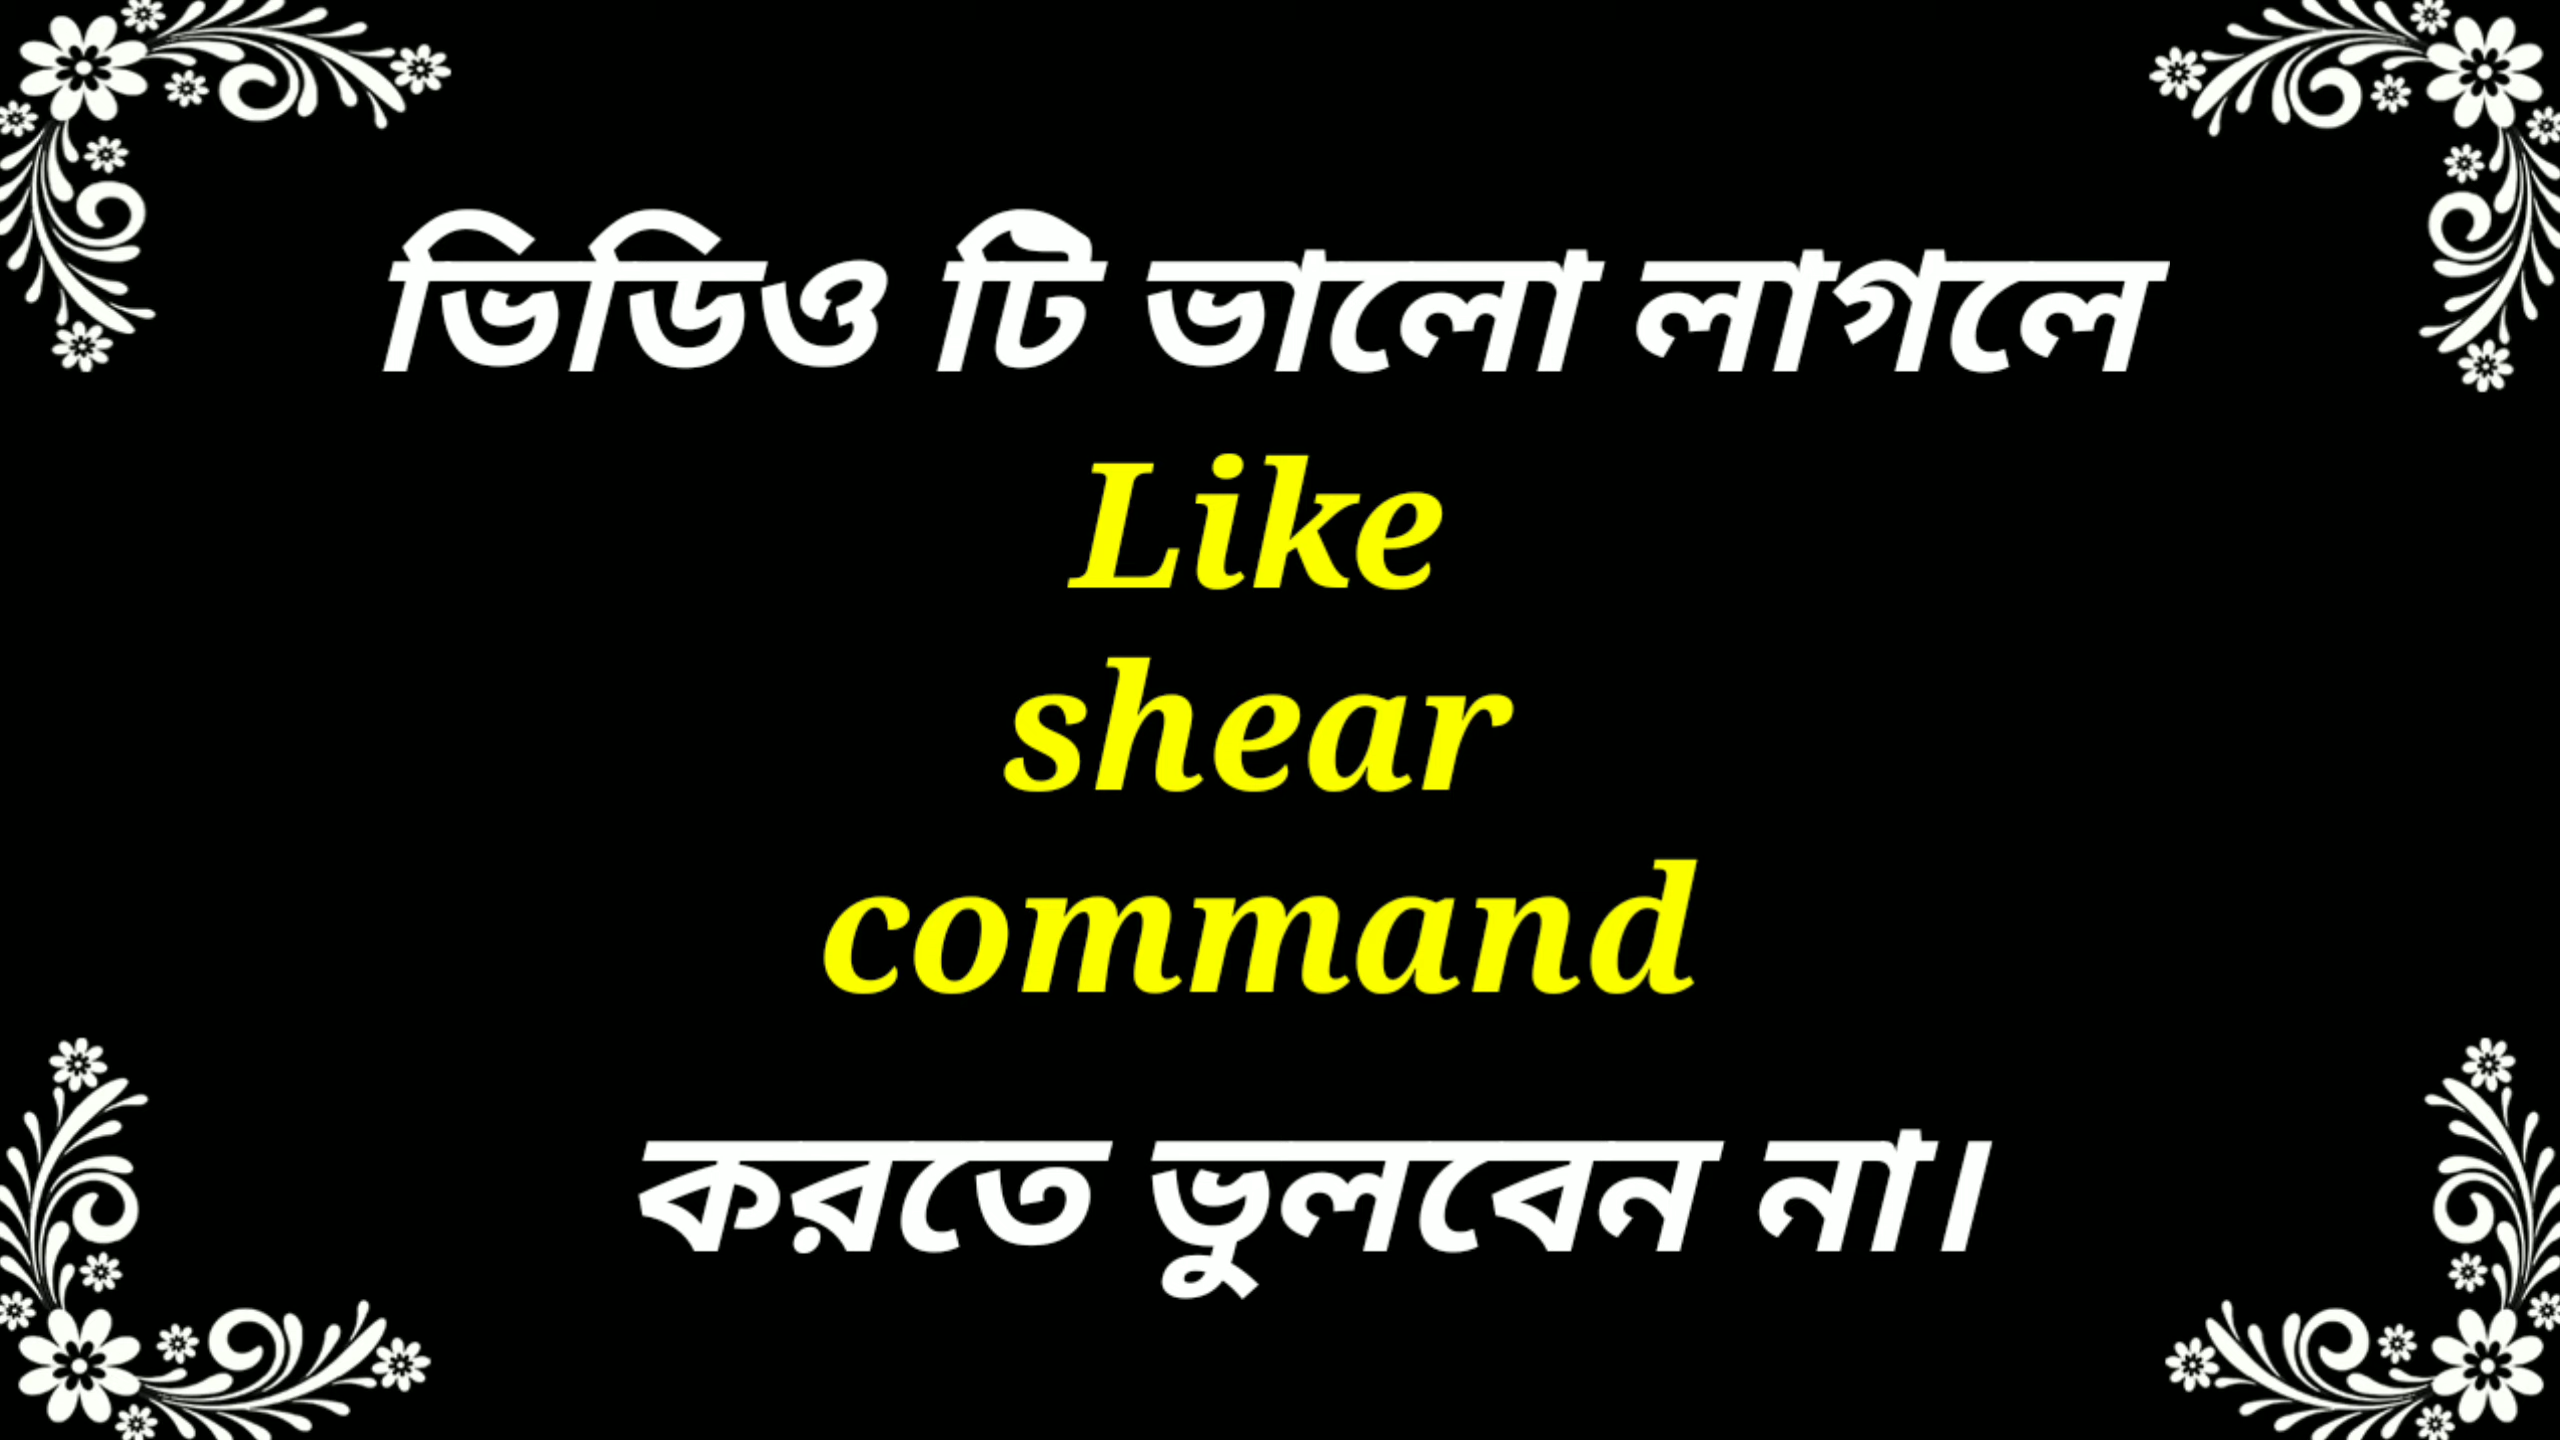 ভিডিও টি ভালো লাগলে
Like
shear
command
করতে ভুলবেন না।